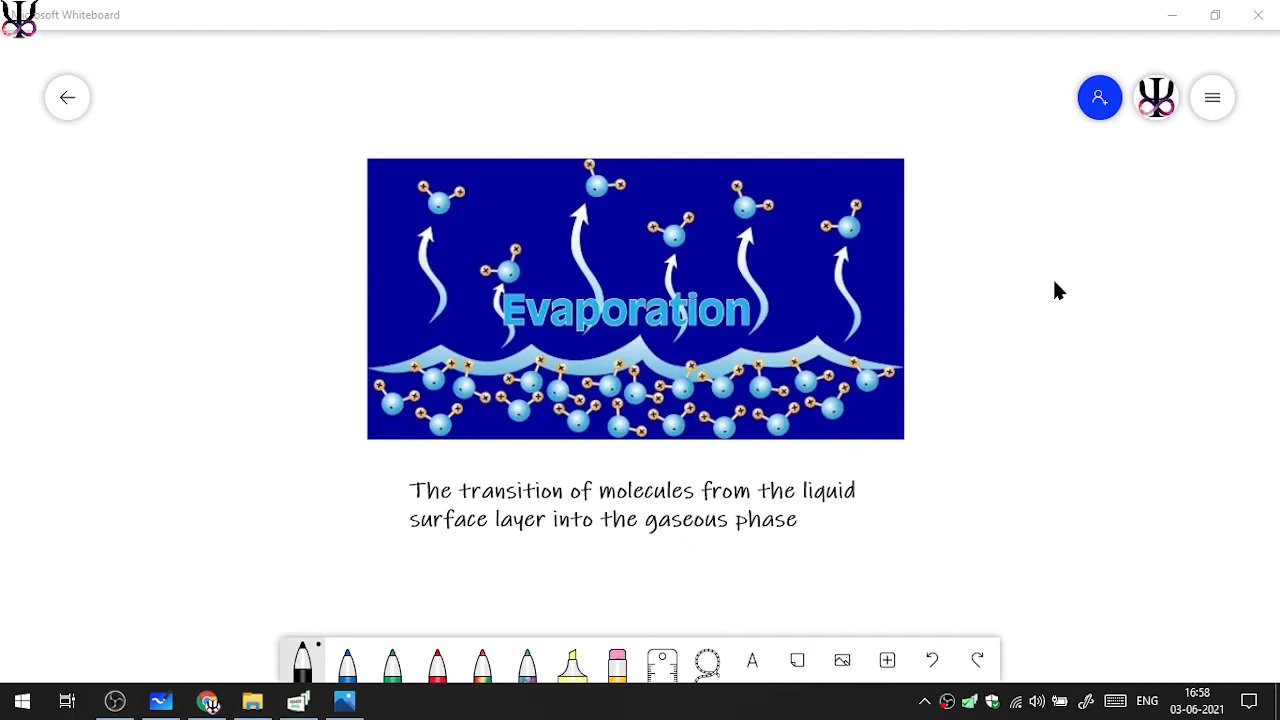 Microsoft Whiteboard
Evaporation
The transition of molecules from the liquid
surface layer into the gaseous phase
A
ENG
16:58
03-06-2021